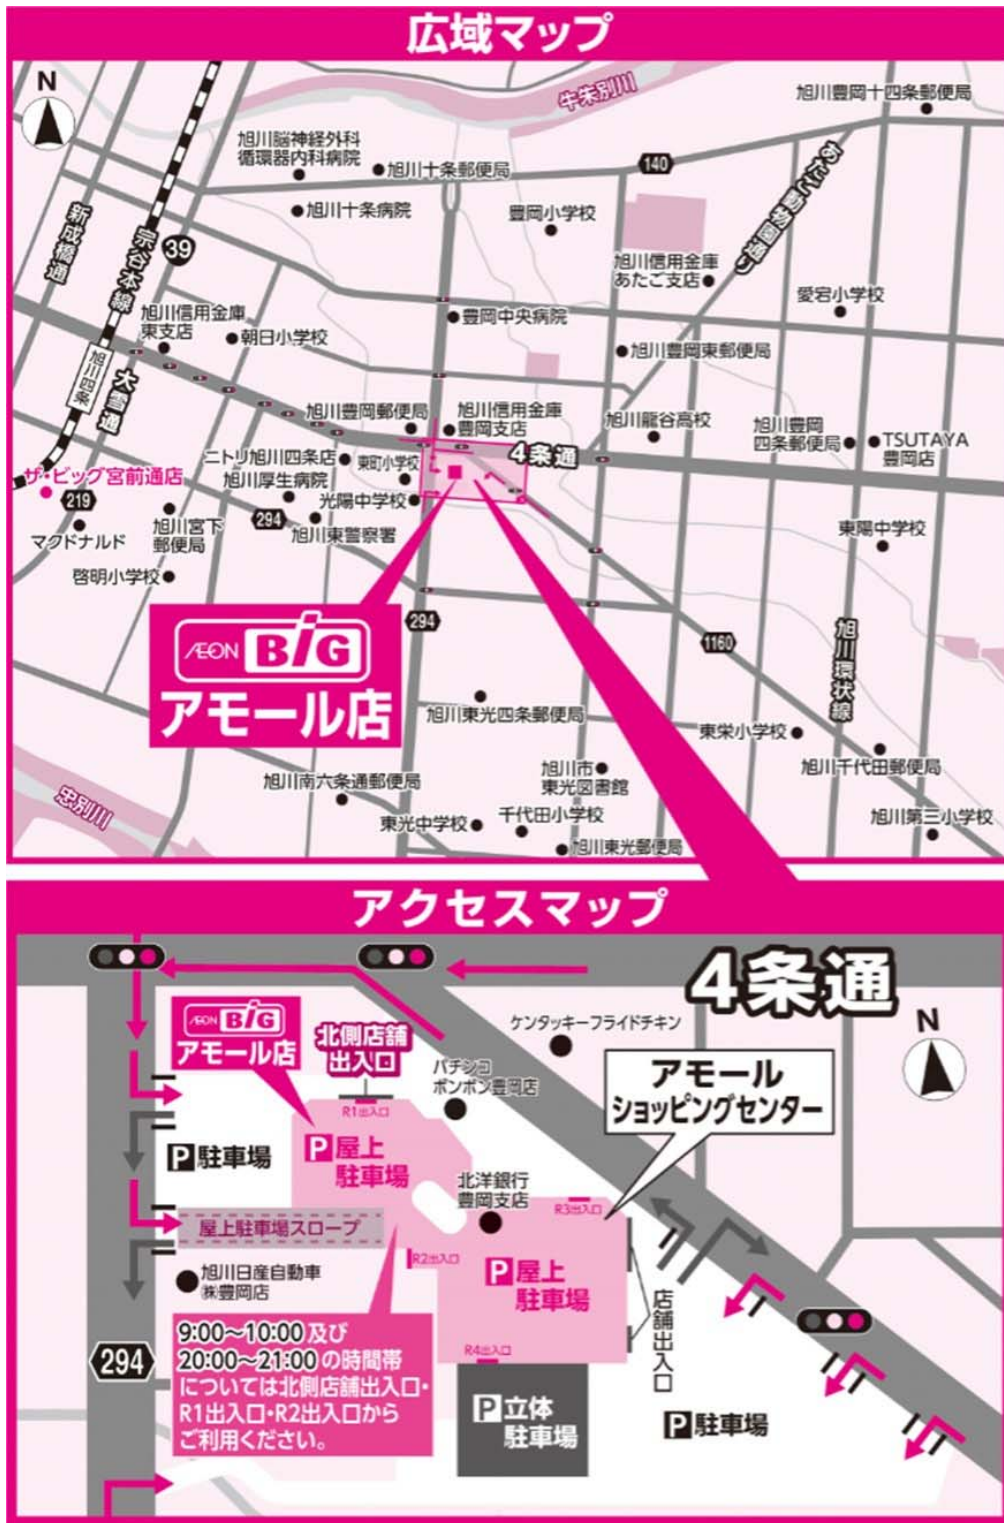 広域マップ
N
牛朱別川
旭川豊岡十四条郵便局
旭川脳神経外科
循環器内科病院
旭川十条郵便局
140
あたご動物園通り
新成橋通
宗谷本線
39
旭川十条病院
豊岡小学校
旭川信用金庫
あたご支店
愛宕小学校
旭川信用金庫
東支店
朝日小学校
豊岡中央病院
旭川豊岡東郵便局
旭川四条
大雪通
旭川豊岡郵便局
旭川信用金庫
豊岡支店
旭川龍谷高校
旭川豊岡
四条郵便局
TSUTAYA
豊岡店
4条通
ニトリ旭川四条店
東町小学校
ザ・ビッグ宮前通店
旭川厚生病院
219
光陽中学校
マクドナルド
旭川宮下
郵便局
294
旭川東警察署
東陽中学校
啓明小学校
294
1160
旭川環状線
ÆON BiG
アモール店
旭川東光四条郵便局
東栄小学校
旭川千代田郵便局
旭川南六条通郵便局
旭川市
東光図書館
忠別川
東光中学校
千代田小学校
旭川第三小学校
旭川東光郵便局
アクセスマップ
4条通
N
ÆON BiG
アモール店
北側店舗
出入口
ケンタッキーフライドチキン
パチンコ
ボンボン豊岡店
アモール
ショッピングセンター
R1出入口
P駐車場
P屋上
駐車場
北洋銀行
豊岡支店
R3出入口
屋上駐車場スロープ
R2出入口
P屋上
駐車場
旭川日産自動車
㈱豊岡店
店舗出入口
294
9:00～10:00及び
20:00～21:00の時間帯
については北側店舗出入口・
R1出入口・R2出入口から
ご利用ください。
R4出入口
P立体
駐車場
P駐車場